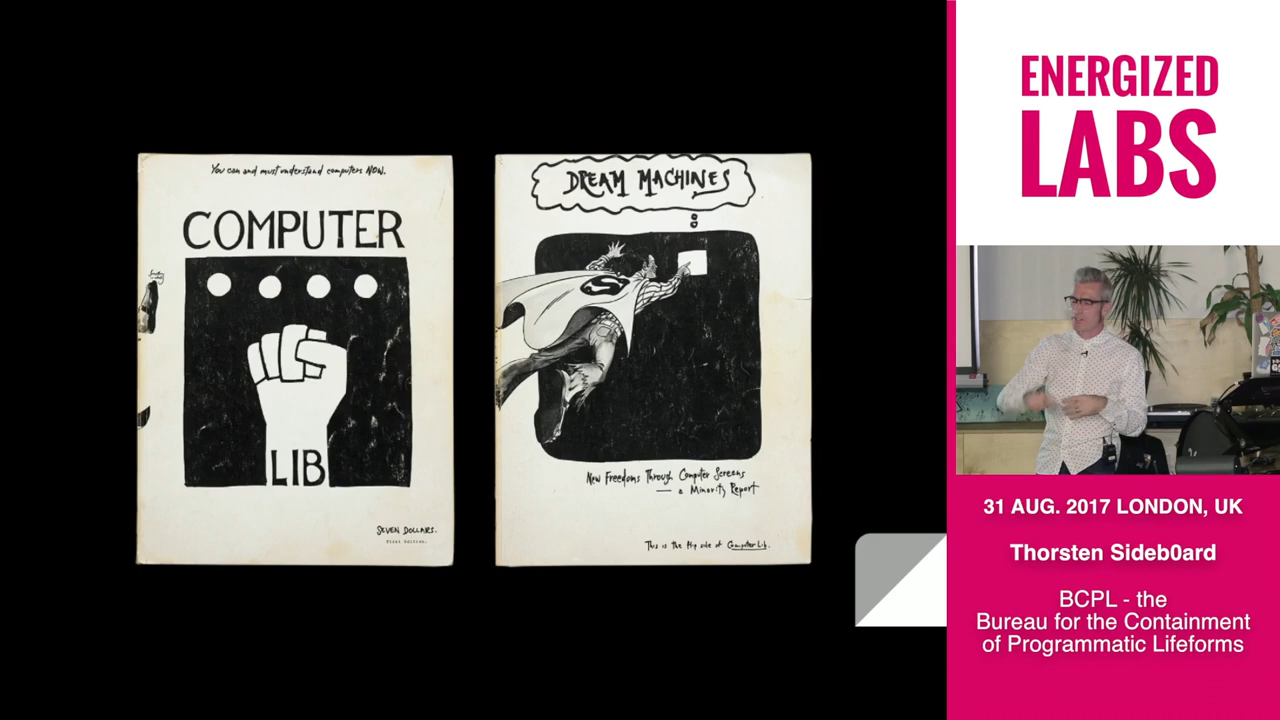 You can and must understand computers NOW.
COMPUTER
LIB
SEVEN DOLLARS.
First Edition.
DREAM MACHINES
S
New Freedoms Through Computer Screens
— a Minority Report
This is the flip side of Computer Lib.
ENERGIZED
LABS
31 AUG. 2017 LONDON, UK
Thorsten Sideb0ard
BCPL - the
Bureau for the Containment
of Programmatic Lifeforms